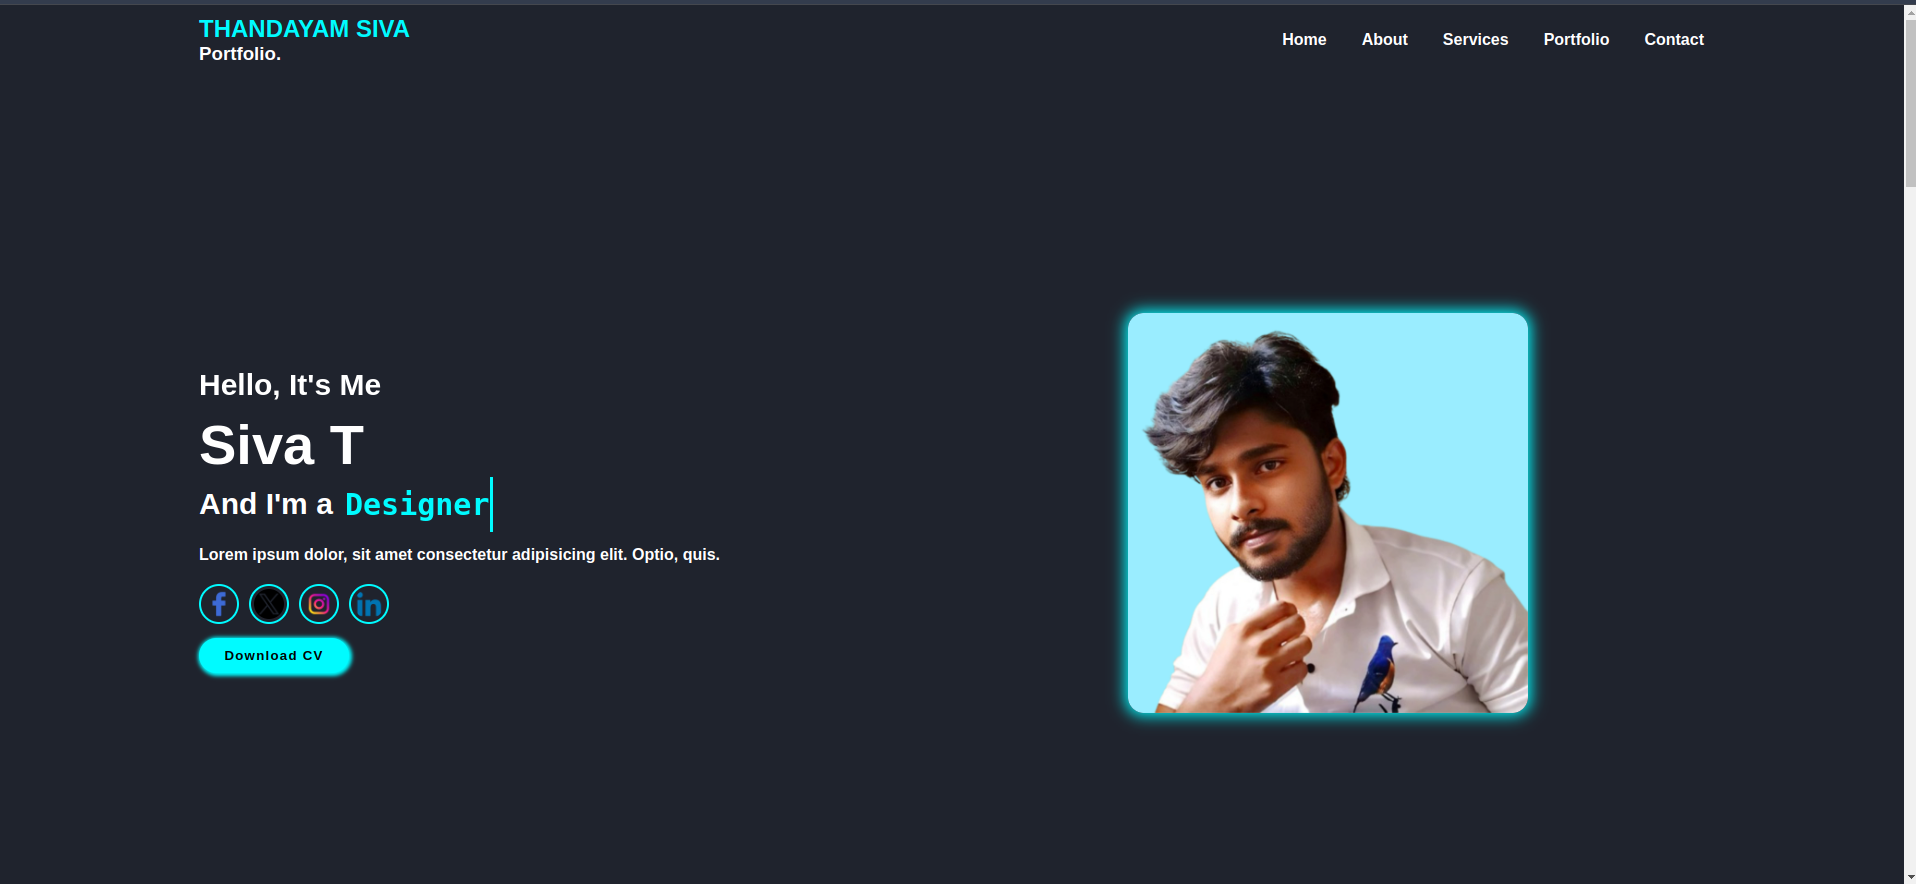 THANDAYAM SIVA
Portfolio.
Home About Services Portfolio Contact
Hello, It's Me
Siva T
And I'm a Designer
Lorem ipsum dolor, sit amet consectetur adipisicing elit. Optio, quis.
Download CV